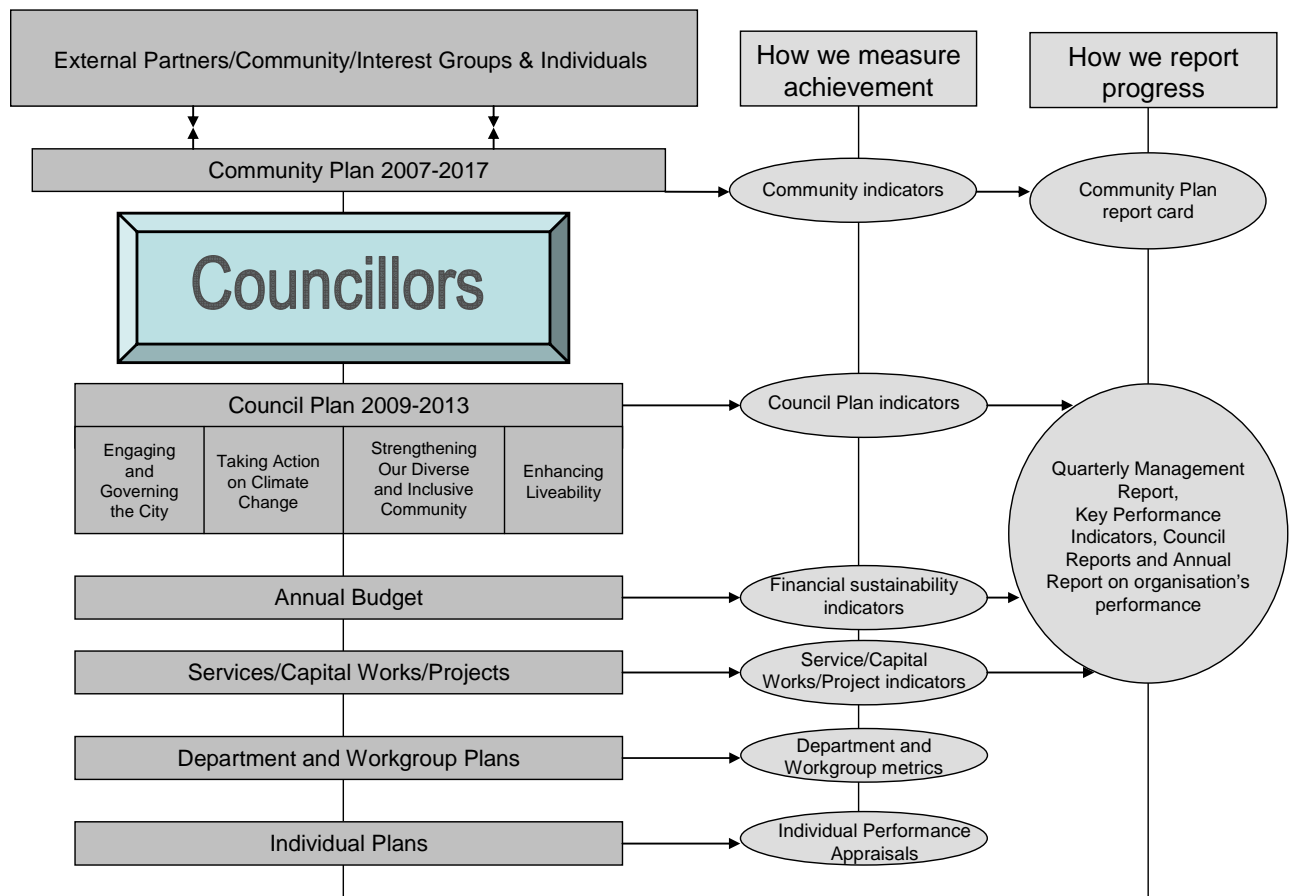 External Partners/Community/Interest Groups & Individuals
How we measure
achievement
How we report
progress
Community Plan 2007-2017
Community indicators
Community Plan
report card
Councillors
Council Plan 2009-2013
Council Plan indicators
Engaging
and
Governing
the City
Taking Action
on Climate
Change
Strengthening
Our Diverse
and Inclusive
Community
Enhancing
Liveability
Quarterly Management
Report,
Key Performance
Indicators, Council
Reports and Annual
Report on organisation's
performance
Annual Budget
Financial sustainability
indicators
Services/Capital Works/Projects
Service/Capital
Works/Project indicators
Department and Workgroup Plans
Department and
Workgroup metrics
Individual Plans
Individual Performance
Appraisals